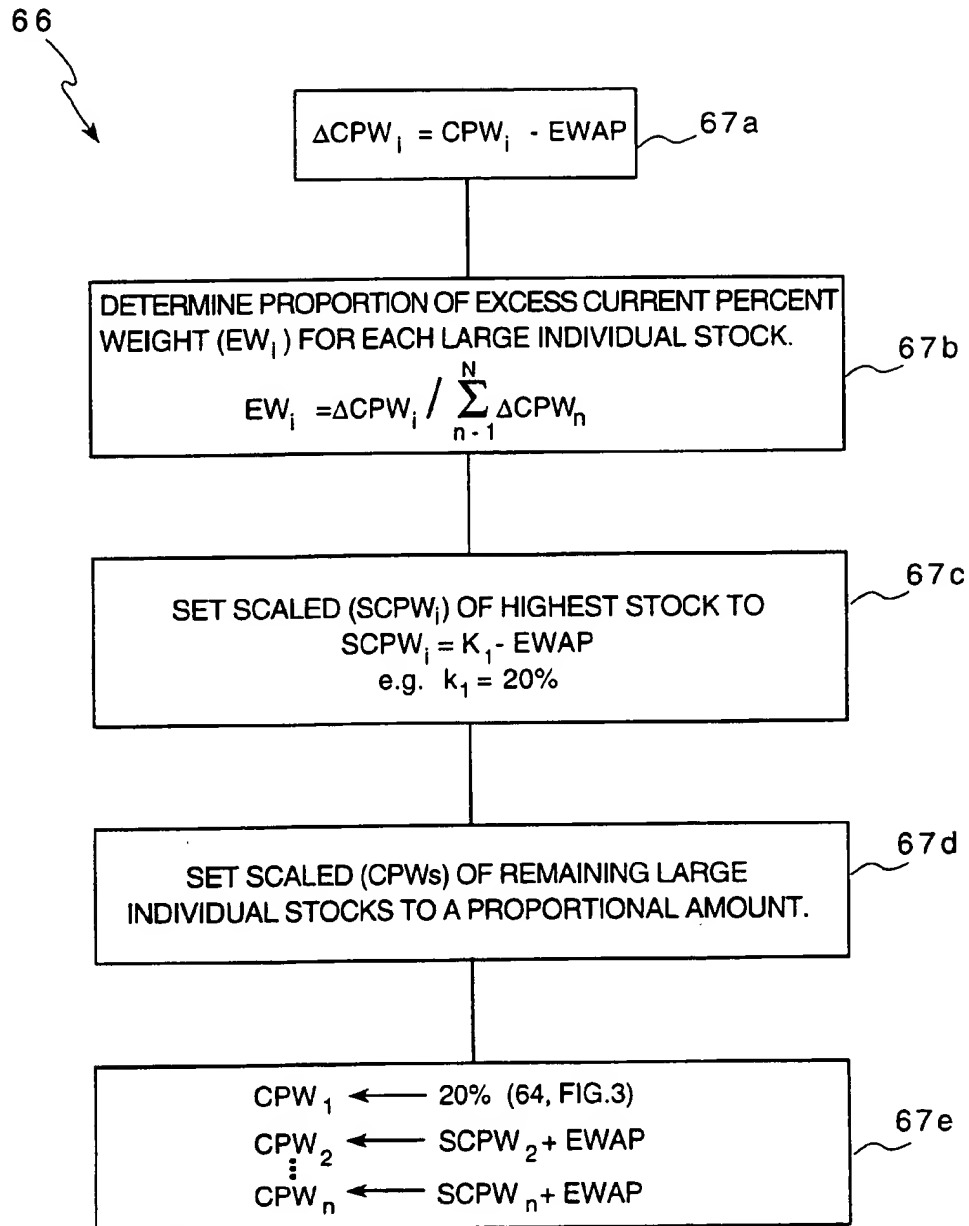 66
ΔCPW_i = CPW_i - EWAP
67a
DETERMINE PROPORTION OF EXCESS CURRENT PERCENT
WEIGHT (EW_i) FOR EACH LARGE INDIVIDUAL STOCK.
EW_i = ΔCPW_i / N Σ n - 1 ΔCPW_n
67b
SET SCALED (SCPW_i) OF HIGHEST STOCK TO
SCPW_i = K_1 - EWAP
e.g. k_1 = 20%
67c
SET SCALED (CPWs) OF REMAINING LARGE
INDIVIDUAL STOCKS TO A PROPORTIONAL AMOUNT.
67d
CPW_1 ← 20% (64, FIG.3)
CPW_2 ← SCPW_2 + EWAP
⋮
CPW_n ← SCPW_n + EWAP
67e